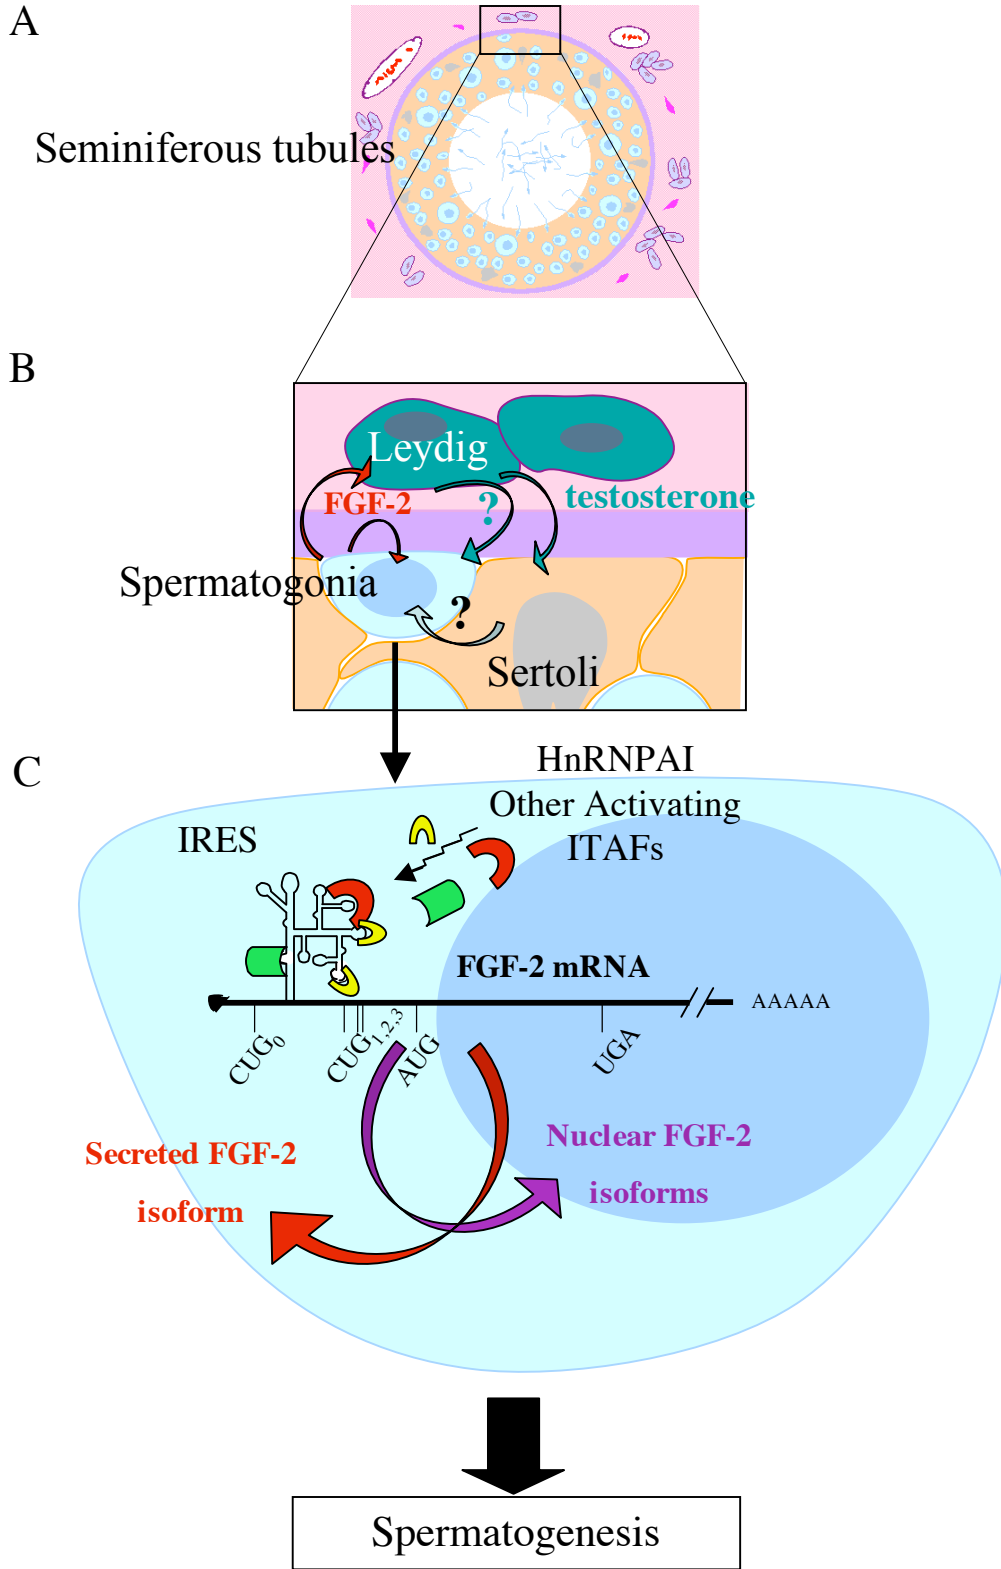 A
Seminiferous tubules
B
Leydig
FGF-2
?
testosterone
Spermatogonia
?
Sertoli
C
HnRNPAI
Other Activating
ITAFs
IRES
FGF-2 mRNA
AAAAA
CUG0
CUG1,2,3
AUG
UGA
Secreted FGF-2
isoform
Nuclear FGF-2
isoforms
Spermatogenesis